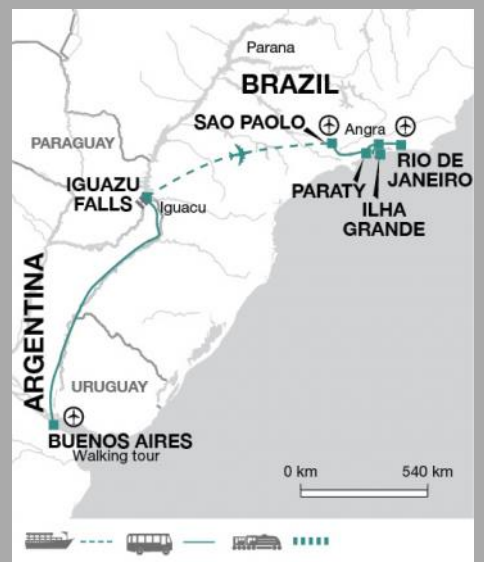 Parana
BRAZIL
SAO PAOLO
Angra
PARAGUAY
RIO DE
JANEIRO
PARATY
ILHA
GRANDE
IGUAZU
FALLS
Iguacu
ARGENTINA
URUGUAY
BUENOS AIRES
Walking tour
0 km 540 km